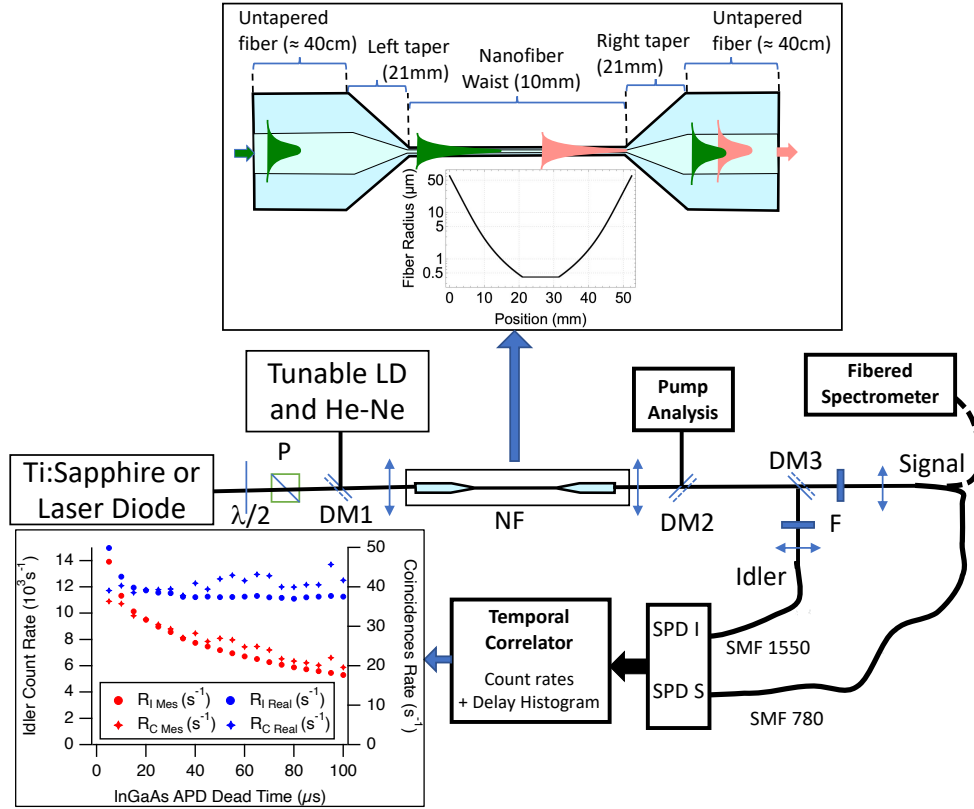 Untapered
fiber (≈ 40cm)
Left taper
(21mm)
Nanofiber
Waist (10mm)
Right taper
(21mm)
Untapered
fiber (≈ 40cm)
Fiber Radius (μm)
50
10
5
1
0.5
0 10 20 30 40 50
Position (mm)
Tunable LD
and He-Ne
Pump
Analysis
Fibered
Spectrometer
Ti:Sapphire or
Laser Diode
λ/2
P
DM1
NF
DM2
DM3
F
Signal
Idler
SPD I
SPD S
SMF 1550
SMF 780
Temporal
Correlator
Count rates
+ Delay Histogram
Idler Count Rate (10³s⁻¹)
14
12
10
8
6
4
2
0
Coincidences Rate (s⁻¹)
50
40
30
20
10
0
R I Mes (s⁻¹) R I Real (s⁻¹)
R C Mes (s⁻¹) R C Real (s⁻¹)
0 20 40 60 80 100
InGaAs APD Dead Time (μs)